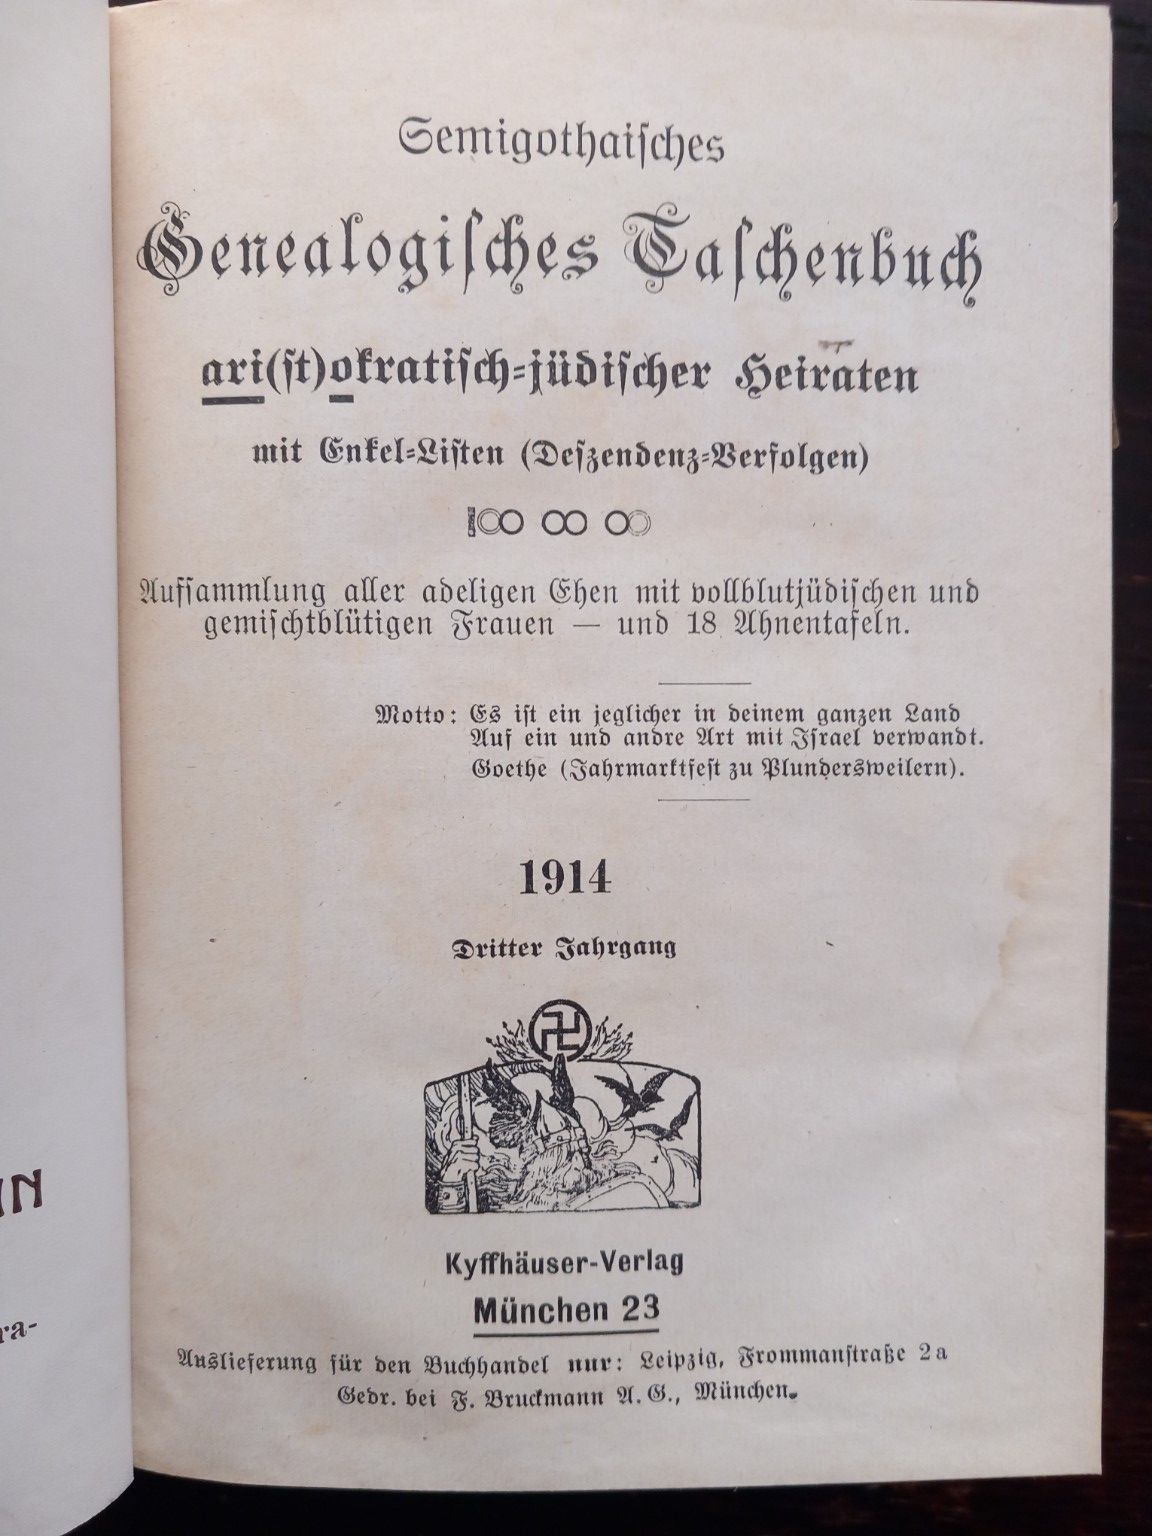 Semigothaisches
Genealogisches Taschenbuch
ari(st)okratisch-jüdischer Heiraten
mit Enkel-Listen (Deszendenz-Verfolgen)
Aufsammlung aller adeligen Ehen mit vollblutjüdischen und
gemischtblütigen Frauen — und 18 Ahnentafeln.
Motto: Es ist ein jeglicher in deinem ganzen Land
Auf ein und andre Art mit Israel verwandt.
Goethe (Jahrmarktfest zu Plundersweilern).
1914
Dritter Jahrgang
Kyffhäuser-Verlag
München 23
Auslieferung für den Buchhandel nur: Leipzig, Frommanstraße 2a
Gedr. bei F. Bruckmann A. G., München.